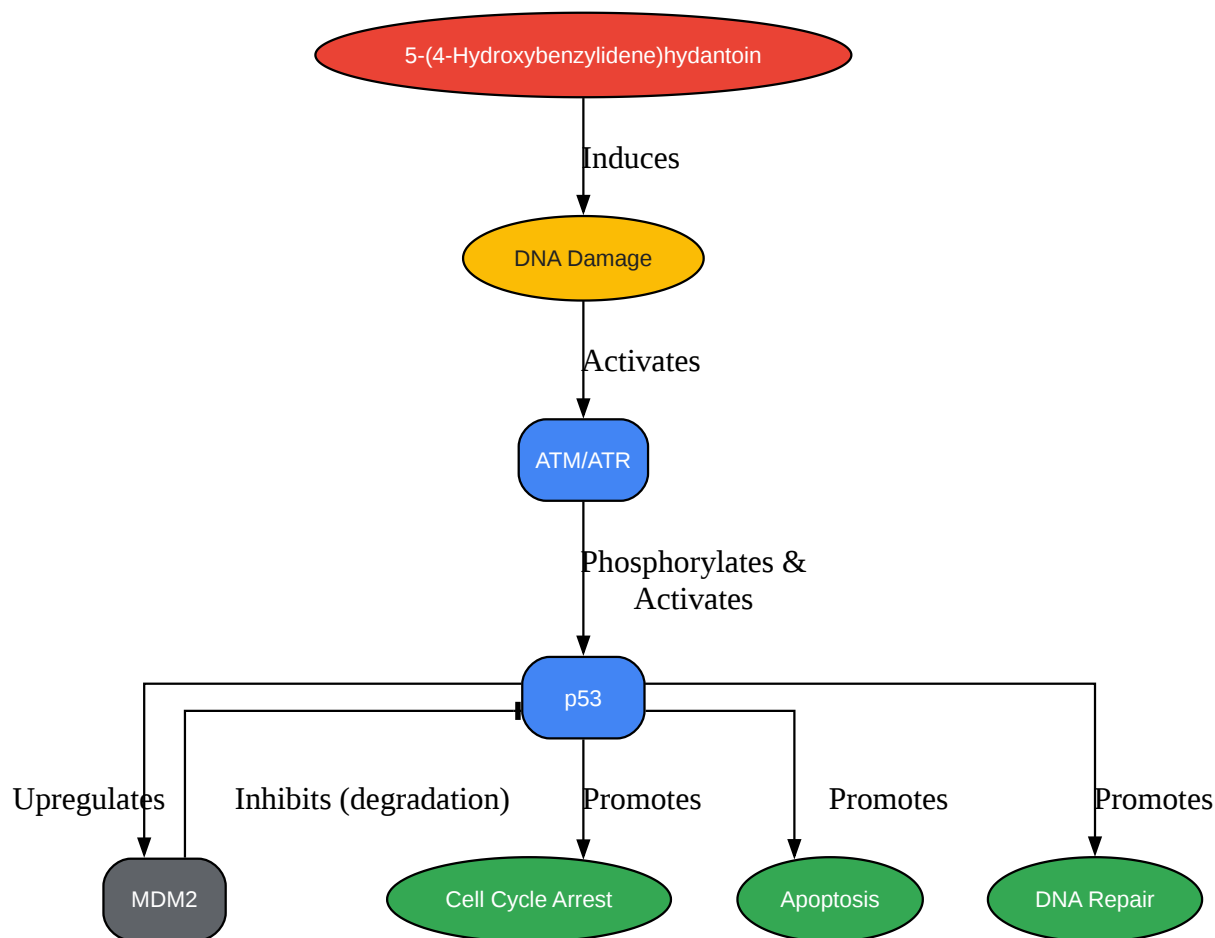 5-(4-Hydroxybenzylidene)hydantoin
Induces
DNA Damage
Activates
ATM/ATR
Phosphorylates &
Activates
p53
Upregulates
Inhibits (degradation)
Promotes
Promotes
Promotes
MDM2
Cell Cycle Arrest
Apoptosis
DNA Repair